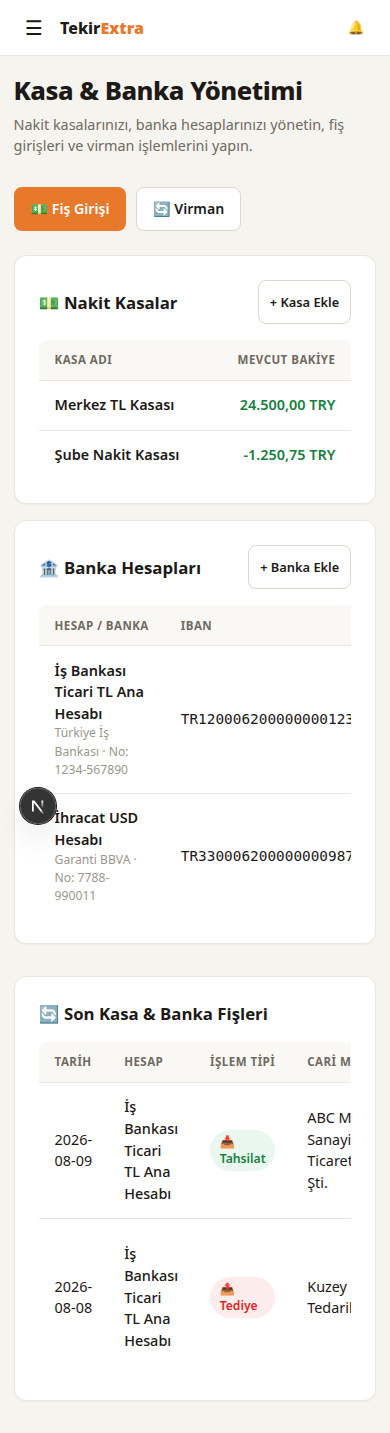 ☰ TekirExtra 🔔
Kasa & Banka Yönetimi
Nakit kasalarınızı, banka hesaplarınızı yönetin, fiş
girişleri ve virman işlemlerini yapın.
💵 Fiş Girişi 🔄 Virman
💵 Nakit Kasalar + Kasa Ekle
KASA ADI MEVCUT BAKİYE
Merkez TL Kasası 24.500,00 TRY
Şube Nakit Kasası -1.250,75 TRY
🏦 Banka Hesapları + Banka Ekle
HESAP / BANKA IBAN
İş Bankası
Ticari TL Ana
Hesabı
Türkiye İş
Bankası · No:
1234-567890
TR120006200000000123
İhracat USD
Hesabı
Garanti BBVA ·
No: 7788-
990011
TR330006200000000987
N
🔄 Son Kasa & Banka Fişleri
TARİH HESAP İŞLEM TİPİ CARİ M
2026-
08-09
İş
Bankası
Ticari
TL Ana
Hesabı
📥
Tahsilat
ABC M
Sanayi
Ticaret
Şti.
2026-
08-08
İş
Bankası
Ticari
TL Ana
Hesabı
📤
Tediye
Kuzey